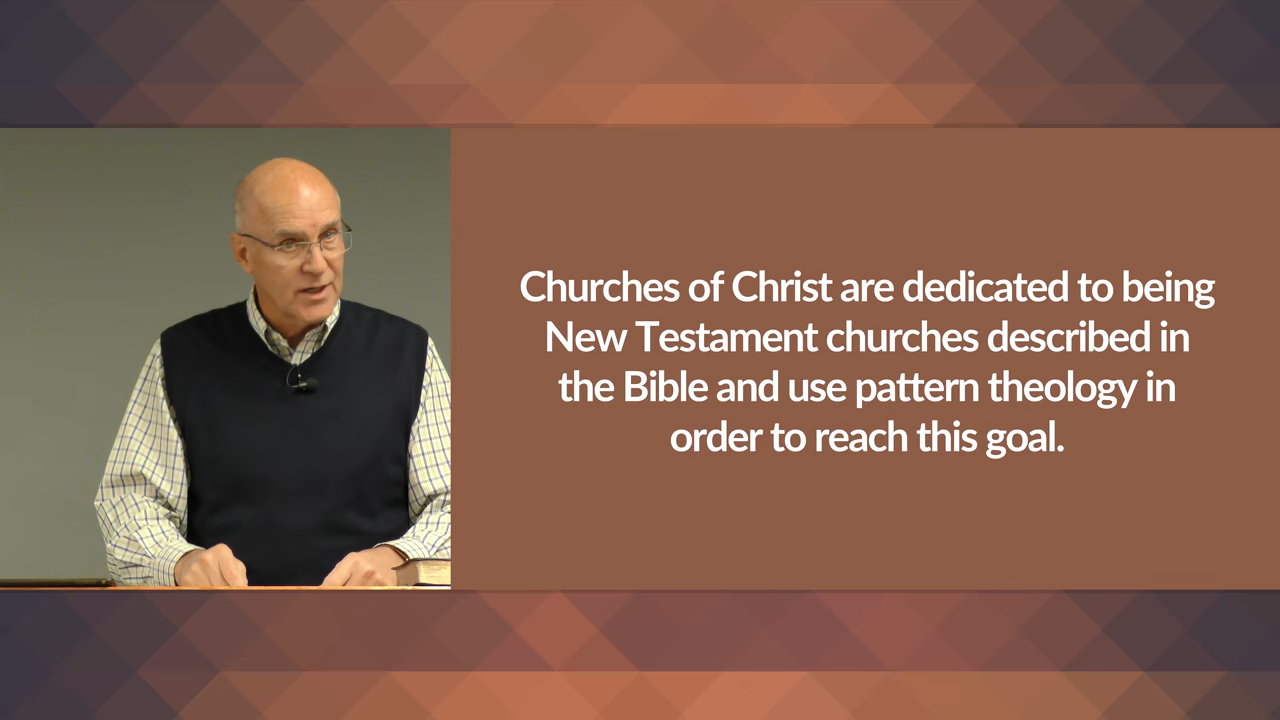 Churches of Christ are dedicated to being
New Testament churches described in
the Bible and use pattern theology in
order to reach this goal.